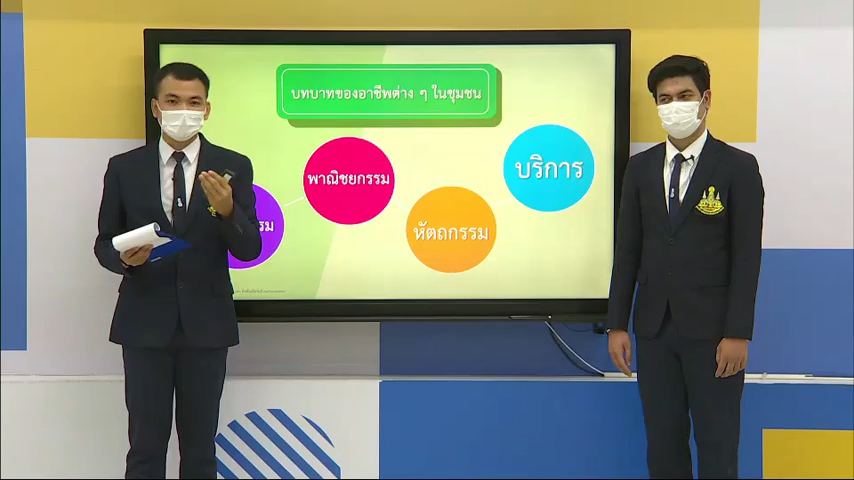 บทบาทของอาชีพต่าง ๆ ในชุมชน
พาณิชยกรรม
บริการ
รม
หัตถกรรม